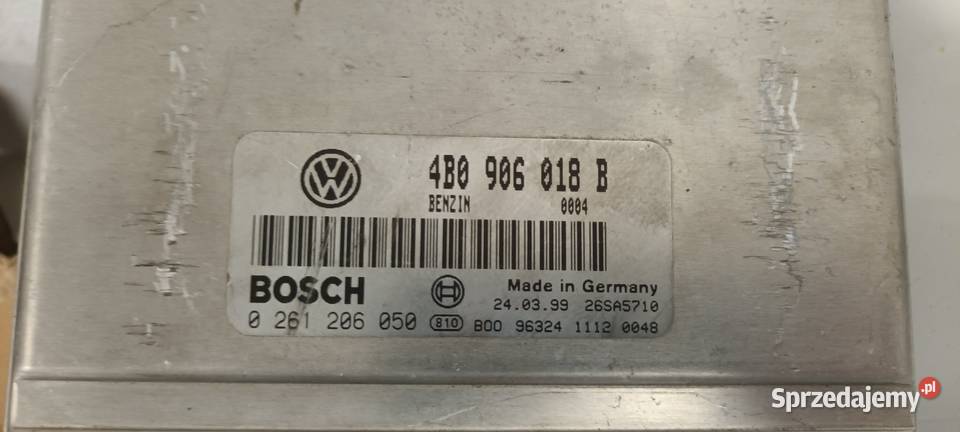 4B0 906 018 B
BENZIN 0004
BOSCH
Made in Germany
24.03.99 26SA5710
0 261 206 050 810 B00 96324 1112 0048
Sprzedajemy.pl